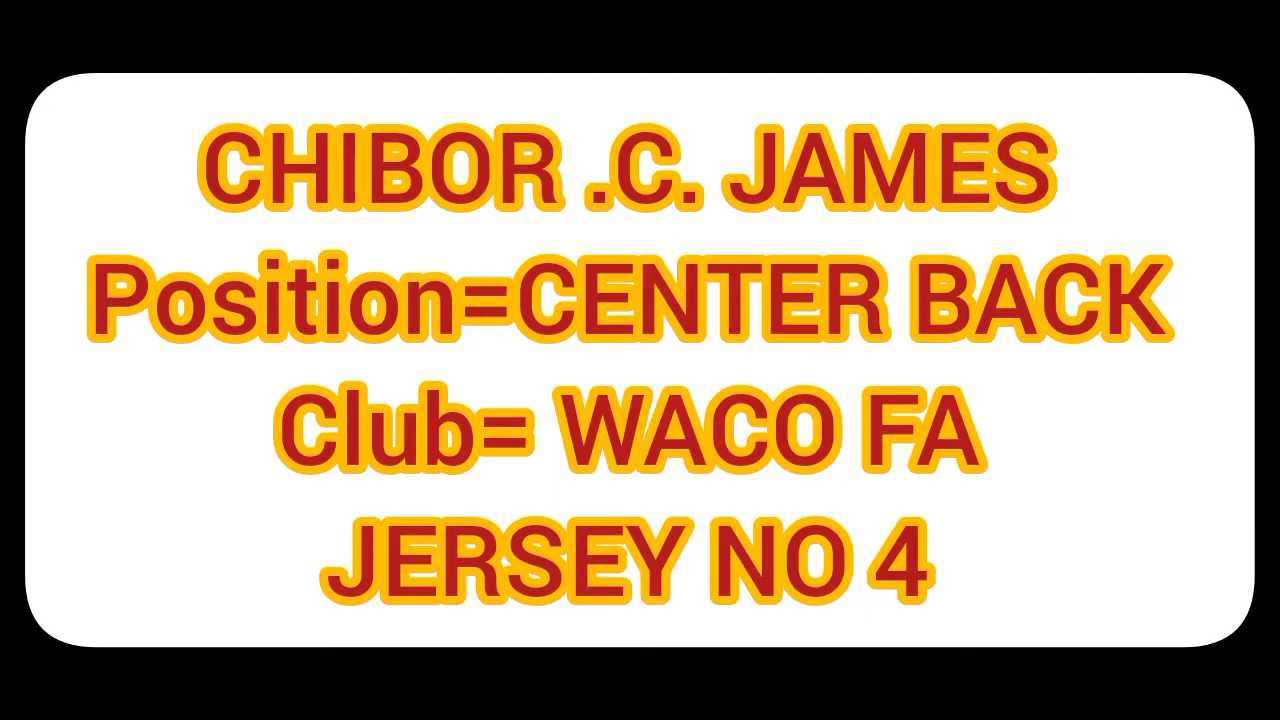 CHIBOR .C. JAMES
Position=CENTER BACK
Club= WACO FA
JERSEY NO 4